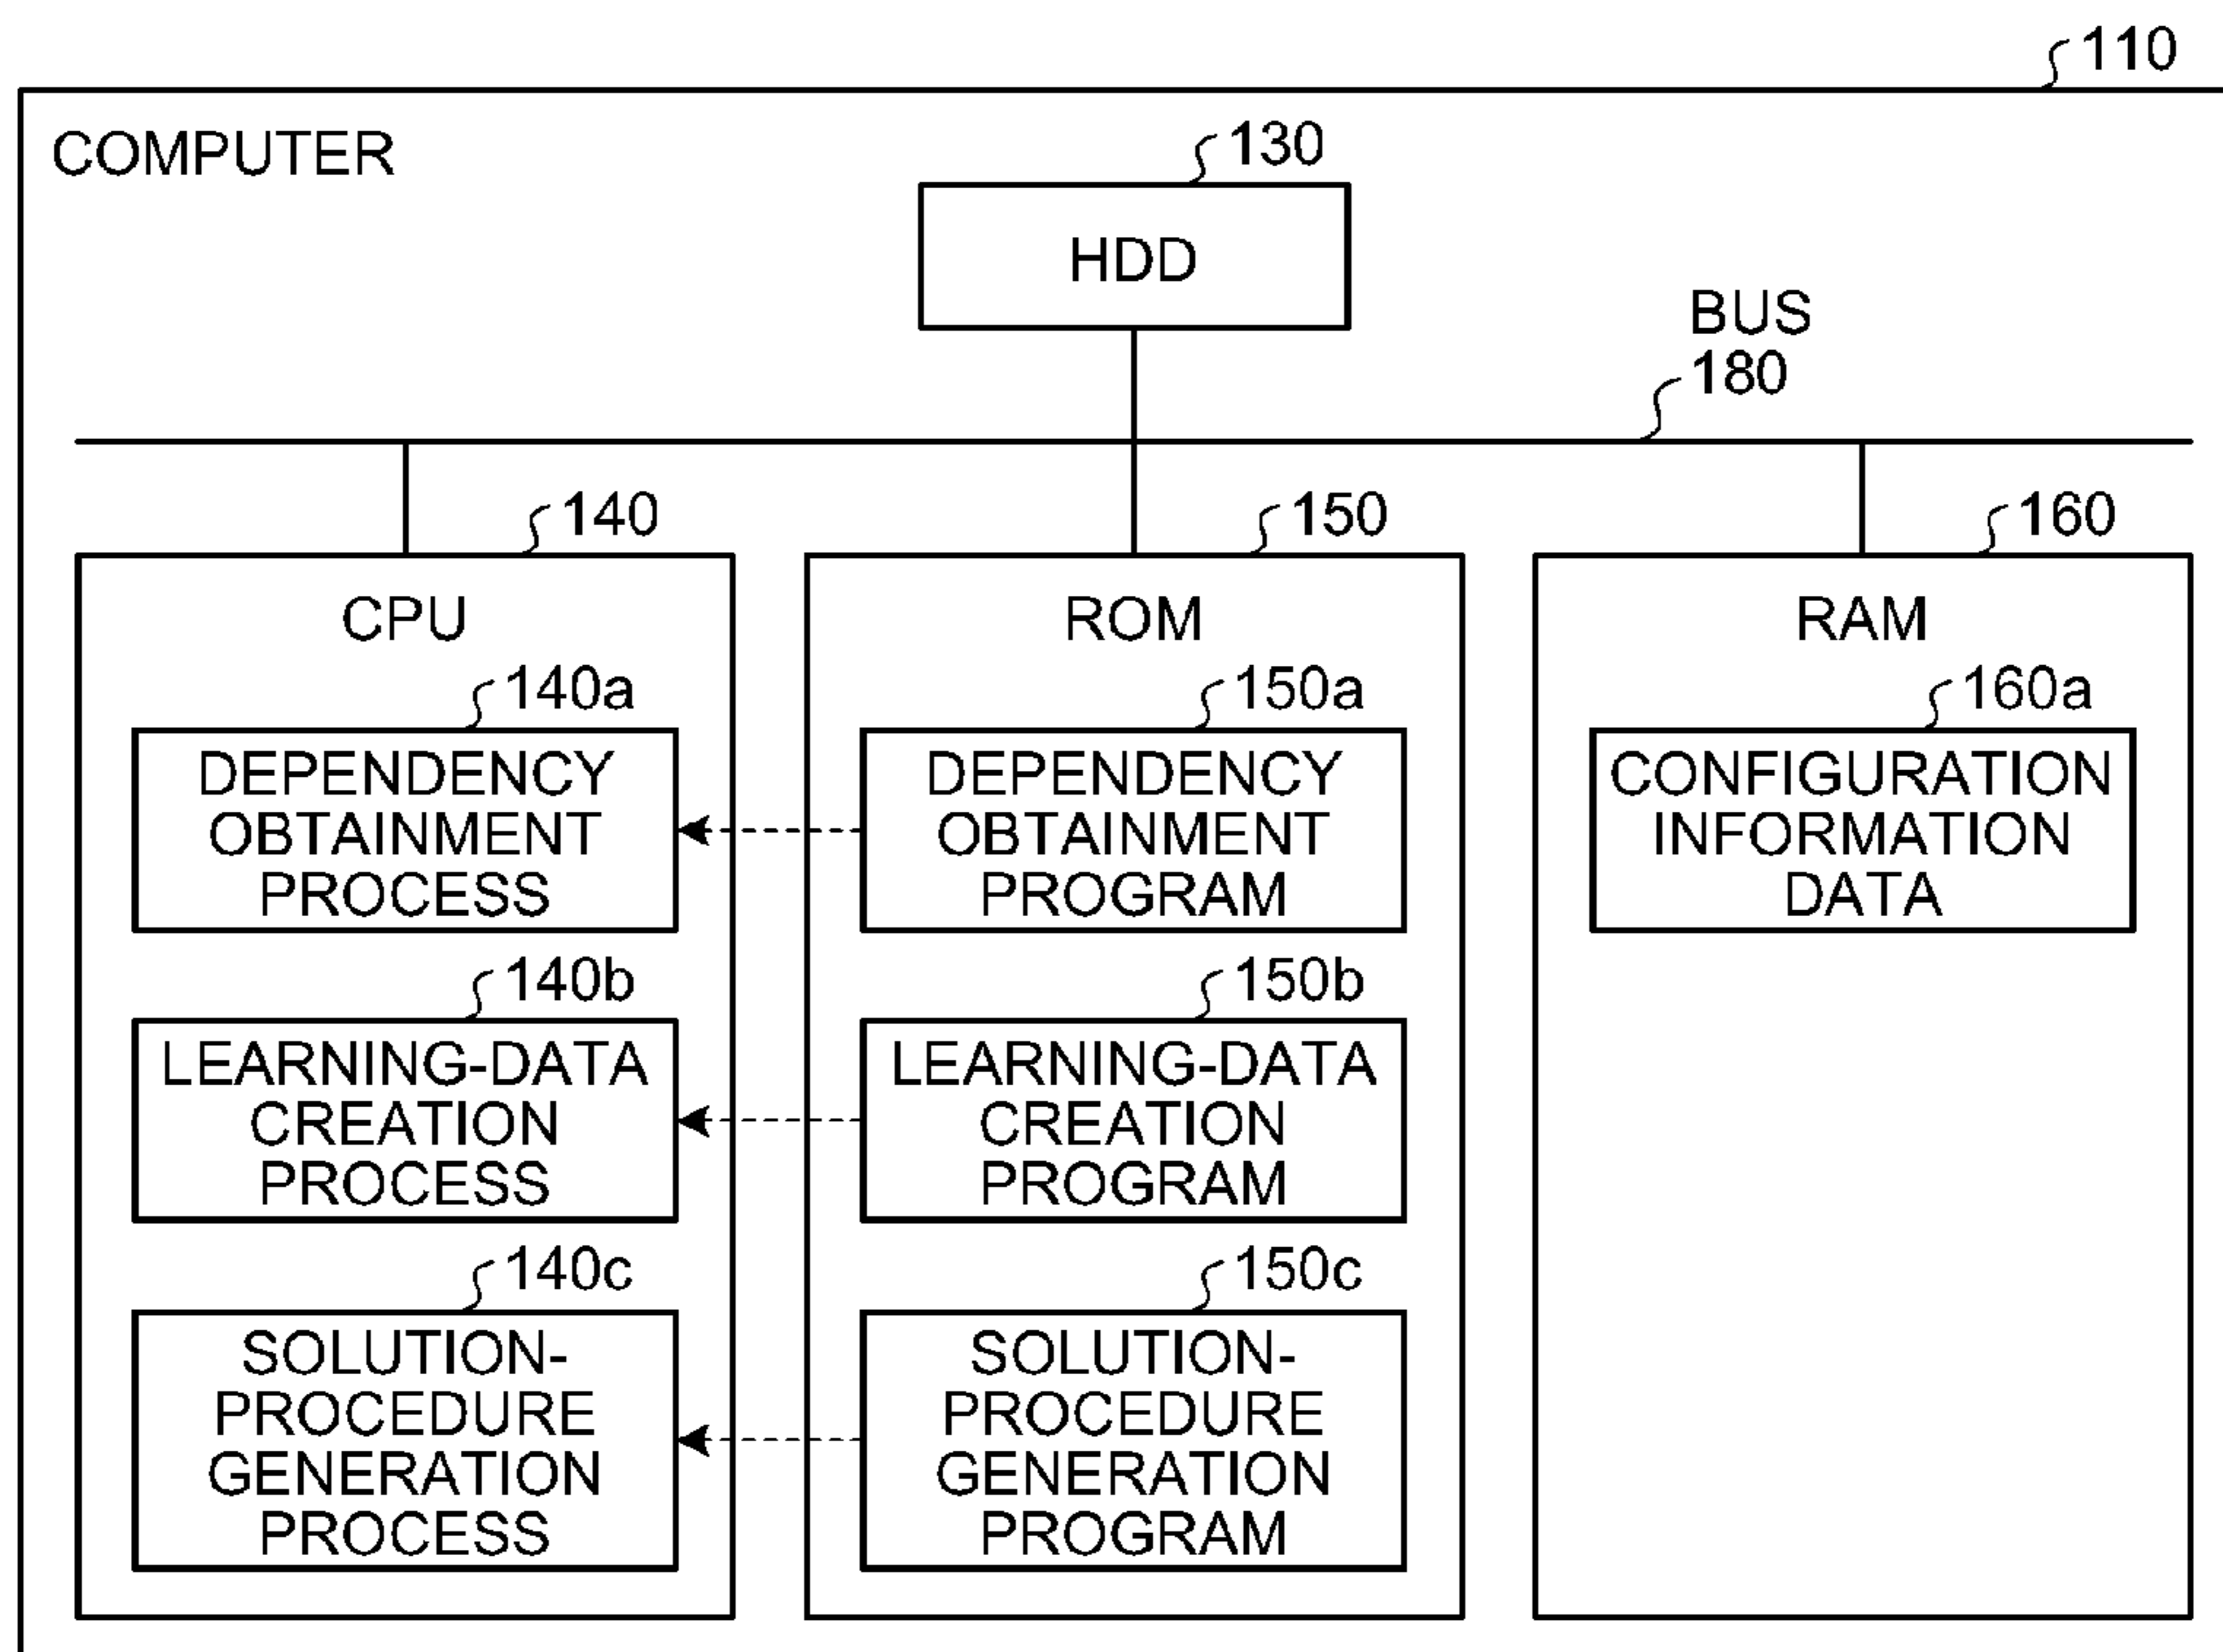 110
COMPUTER
130
HDD
BUS
180
140
150
160
CPU
ROM
RAM
140a
150a
160a
DEPENDENCY
OBTAINMENT
PROCESS
DEPENDENCY
OBTAINMENT
PROGRAM
CONFIGURATION
INFORMATION
DATA
140b
150b
LEARNING-DATA
CREATION
PROCESS
LEARNING-DATA
CREATION
PROGRAM
140c
150c
SOLUTION-
PROCEDURE
GENERATION
PROCESS
SOLUTION-
PROCEDURE
GENERATION
PROGRAM